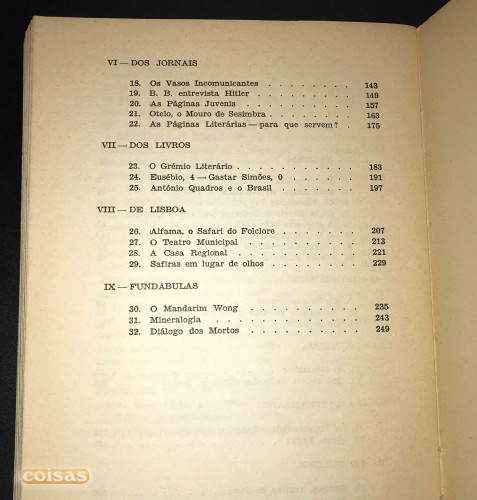 VI — DOS JORNAIS
18. Os Vasos Incomunicantes . . . . . . . . . 143
19. B. B. entrevista Hitler . . . . . . . . . 149
20. As Páginas Juvenis . . . . . . . . . . 157
21. Otelo, o Mouro de Sesimbra . . . . . . . . 163
22. As Páginas Literárias — para que servem? . . . 175
VII — DOS LIVROS
23. O Grémio Literário . . . . . . . . . . 183
24. Eusébio, 4 — Gastar Simões, 0 . . . . . . . 191
25. António Quadros e o Brasil . . . . . . . . 197
VIII — DE LISBOA
26. Alfama, o Safari do Folclore . . . . . . . 207
27. O Teatro Municipal . . . . . . . . . . 213
28. A Casa Regional . . . . . . . . . . . 221
29. Safiras em lugar de olhos . . . . . . . . 229
IX — FUNDABULAS
30. O Mandarim Wong . . . . . . . . . . . 235
31. Mineralogia . . . . . . . . . . . . 243
32. Diálogo dos Mortos . . . . . . . . . . 249
coisas